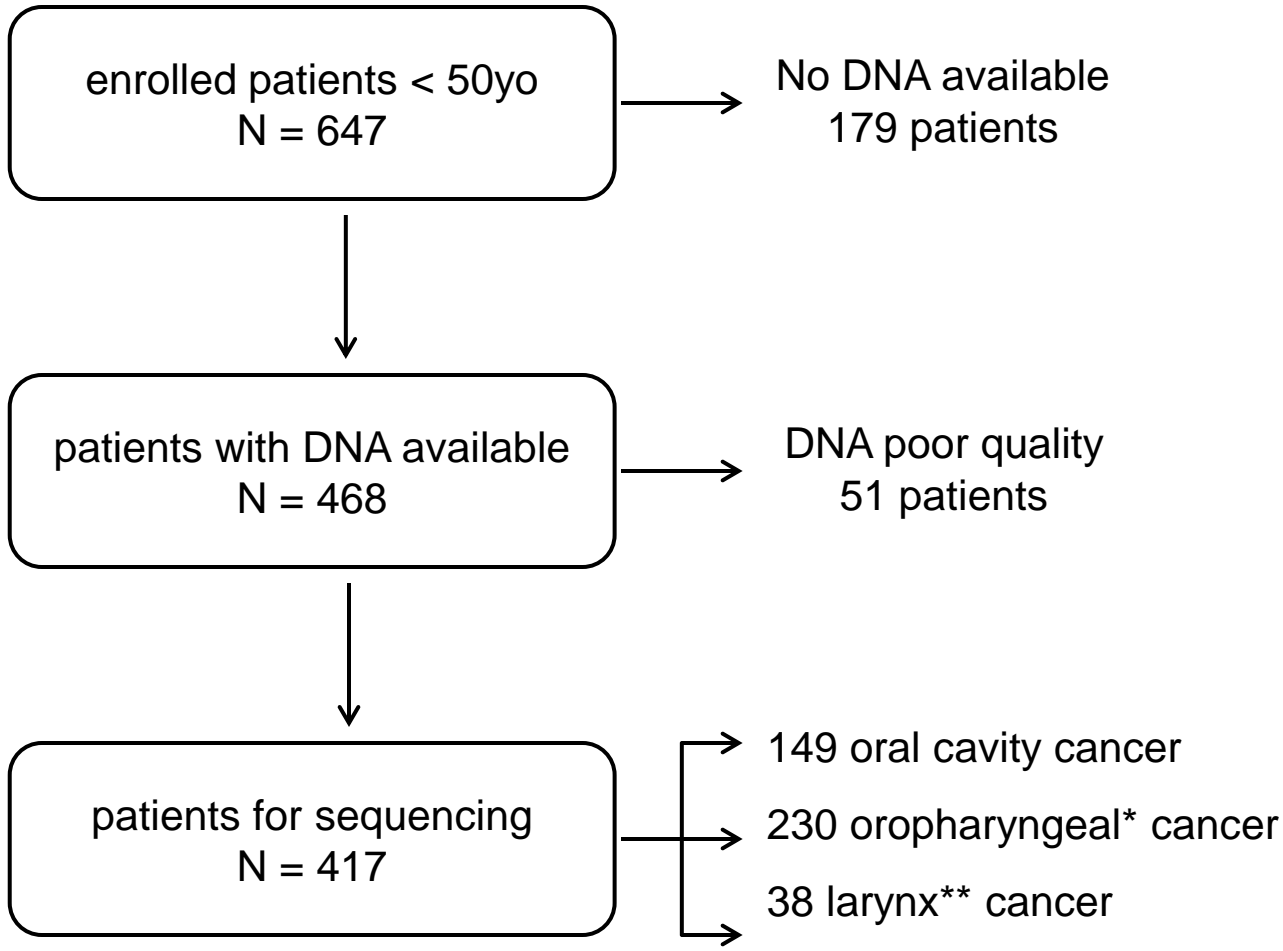 enrolled patients < 50yo
N = 647
No DNA available
179 patients
patients with DNA available
N = 468
DNA poor quality
51 patients
patients for sequencing
N = 417
149 oral cavity cancer
230 oropharyngeal* cancer
38 larynx** cancer